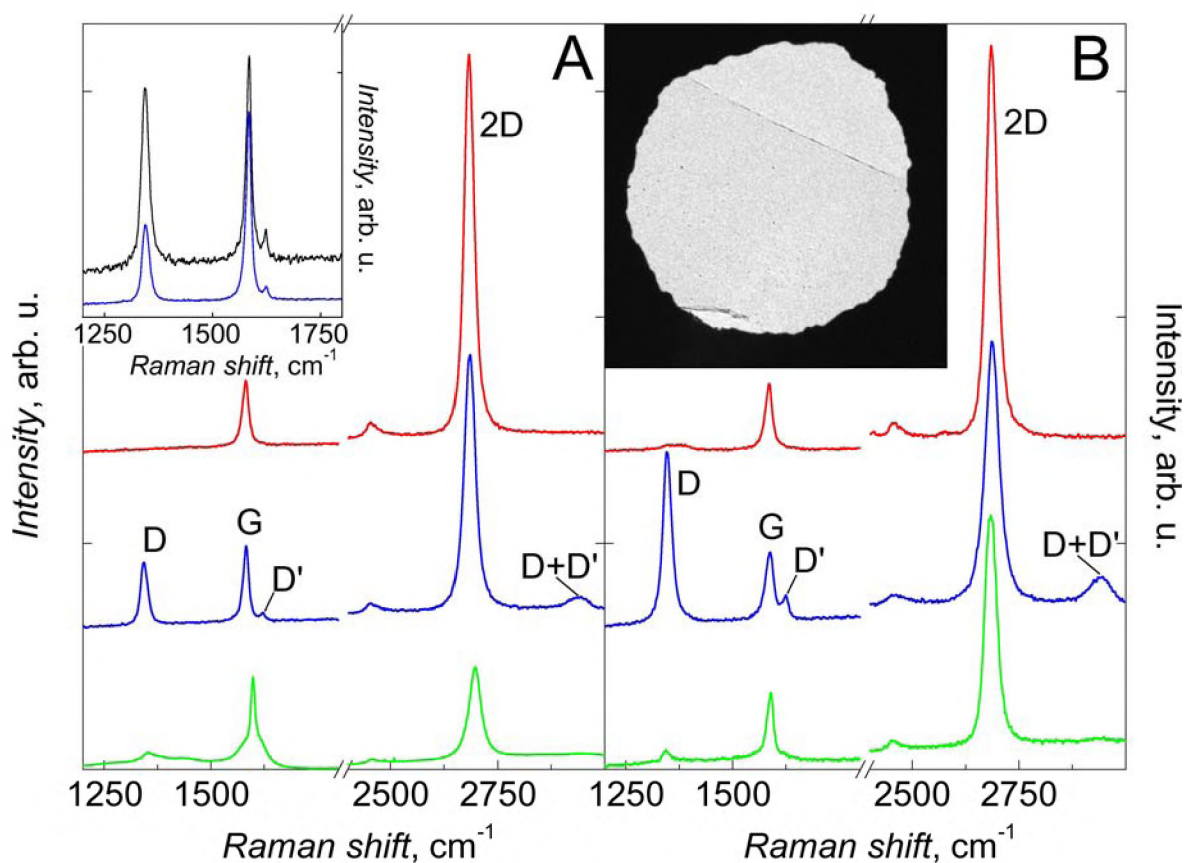 A
B
2D
2D
Intensity, arb. u.
1200 1500 1750
Raman shift, cm-1
Intensity, arb. u.
Intensity, arb. u.
D
G
D'
D+D'
D
G
D'
D+D'
1250 1500 2500 2750
1250 1500 2500 2750
Raman shift, cm-1
Raman shift, cm-1